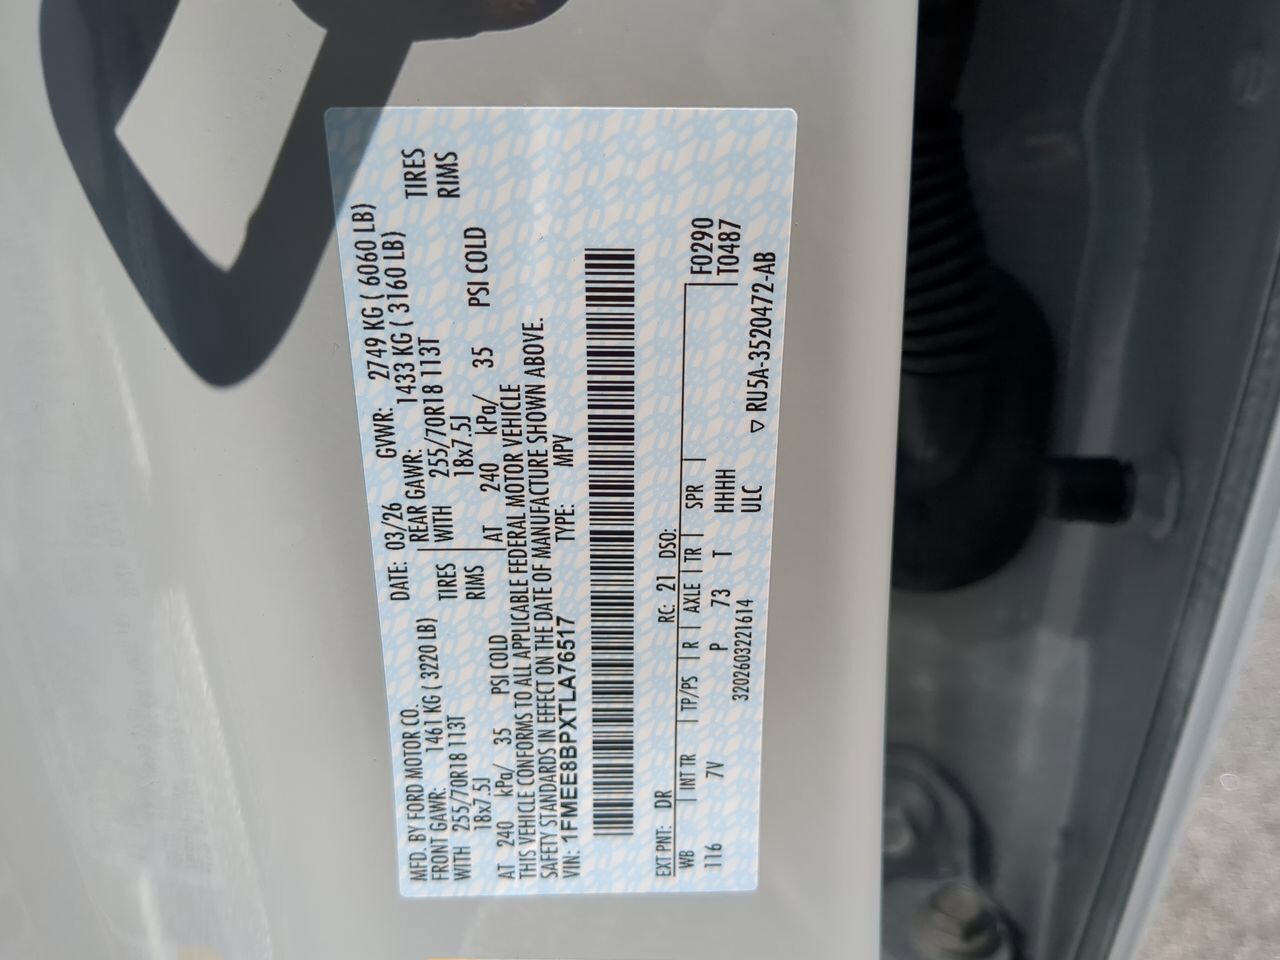 MFD. BY FORD MOTOR CO. DATE: 03/26 GVWR: 2749 KG ( 6060 LB)
FRONT GAWR: 1461 KG ( 3220 LB) REAR GAWR: 1433 KG ( 3160 LB)
WITH 255/70R18 113T TIRES WITH 255/70R18 113T TIRES
18x7.5J RIMS 18x7.5J RIMS
AT 240 kPa/ 35 PSI COLD AT 240 kPa/ 35 PSI COLD
THIS VEHICLE CONFORMS TO ALL APPLICABLE FEDERAL MOTOR VEHICLE
SAFETY STANDARDS IN EFFECT ON THE DATE OF MANUFACTURE SHOWN ABOVE.
VIN: 1FMEE8BPXTLA76517 TYPE: MPV
EXT PNT: DR RC: 21 DSO:
WB INT TR TP/PS R AXLE TR SPR F0290
116 7V P 73 T HHHH T0487
3202603221614 ULC
▽ RU5A-3520472-AB